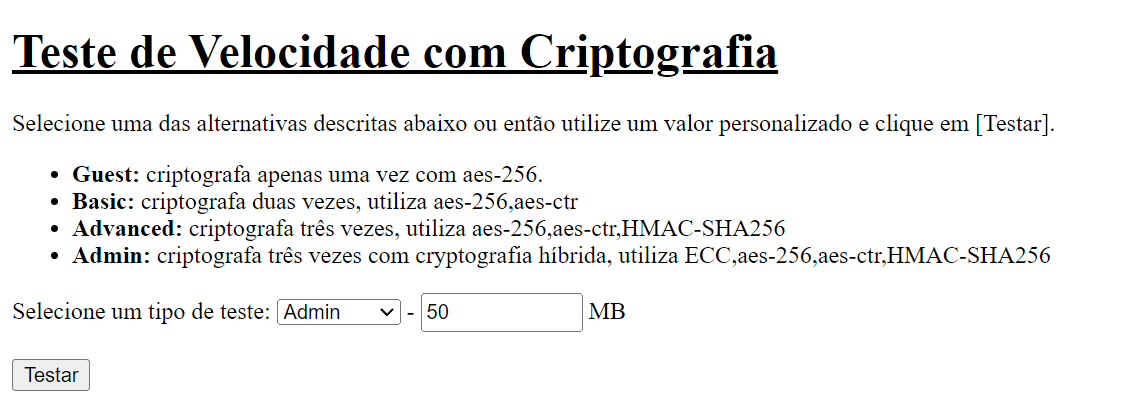 Teste de Velocidade com Criptografia
Selecione uma das alternativas descritas abaixo ou então utilize um valor personalizado e clique em [Testar].
• Guest: criptografa apenas uma vez com aes-256.
• Basic: criptografa duas vezes, utiliza aes-256,aes-ctr
• Advanced: criptografa três vezes, utiliza aes-256,aes-ctr,HMAC-SHA256
• Admin: criptografa três vezes com cryptografia híbrida, utiliza ECC,aes-256,aes-ctr,HMAC-SHA256
Selecione um tipo de teste: Admin - 50 MB
Testar